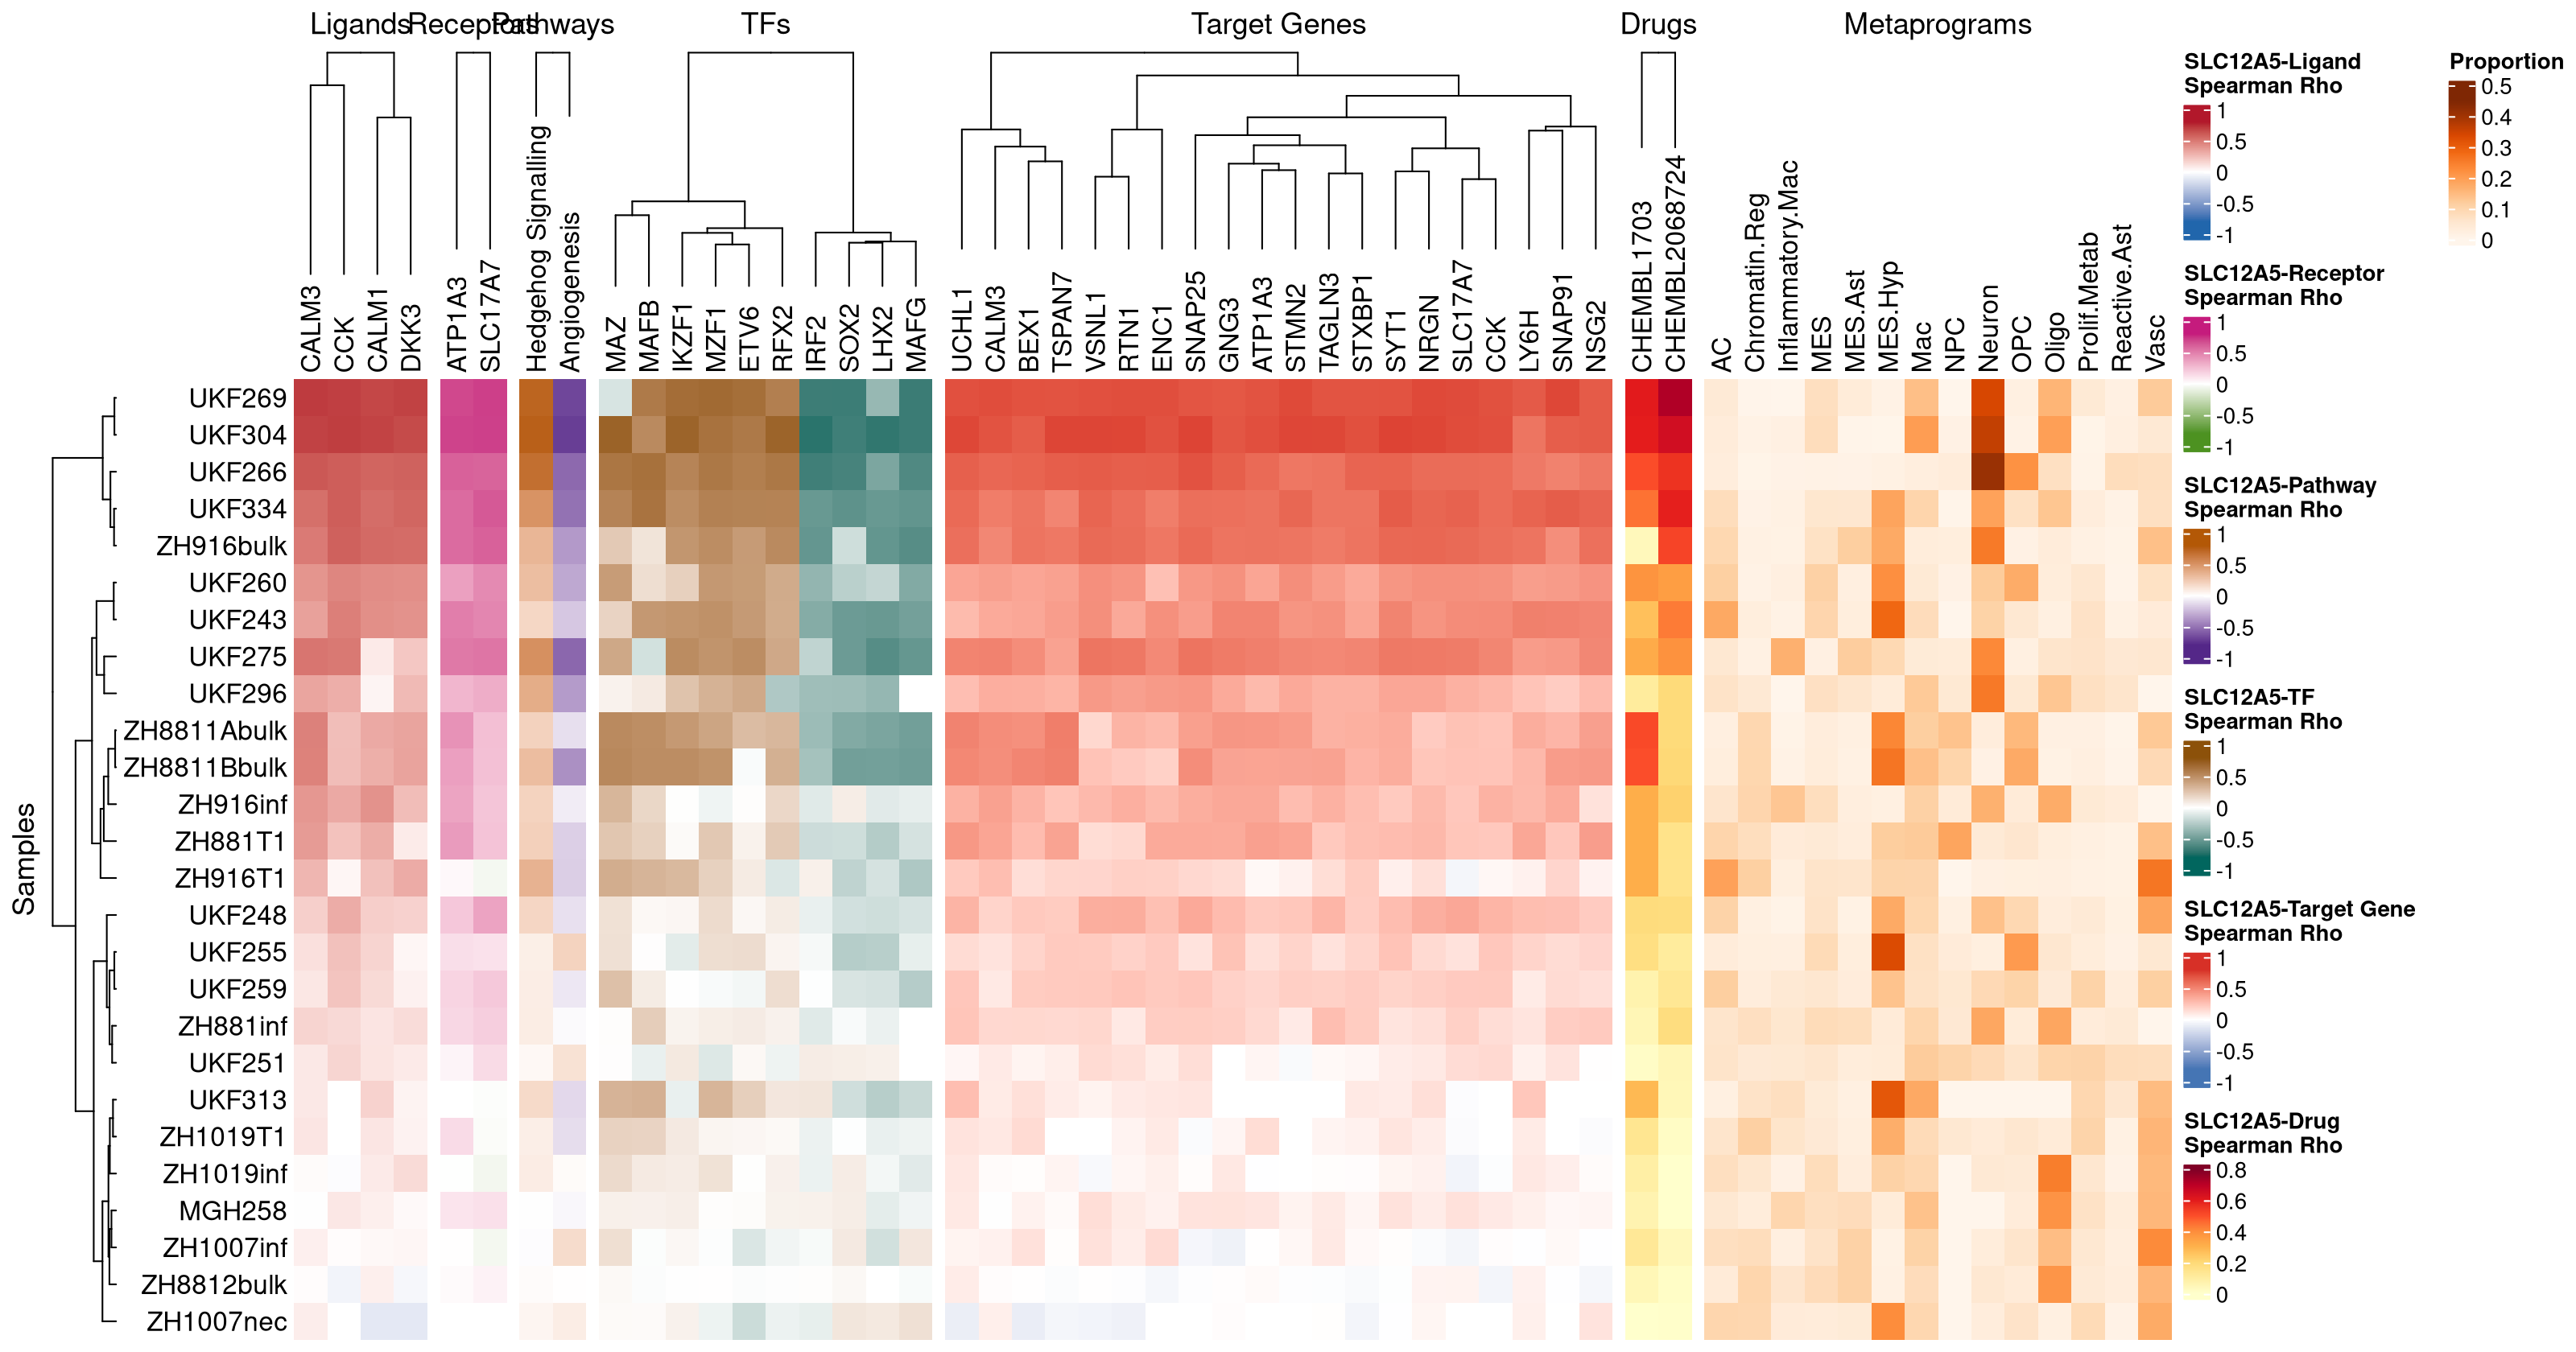 Ligands
Receptors
Pathways
TFs
Target Genes
Drugs
Metaprograms
CALM3
CCK
CALM1
DKK3
ATP1A3
SLC17A7
Hedgehog Signalling
Angiogenesis
MAZ
MAFB
IKZF1
MZF1
ETV6
RFX2
IRF2
SOX2
LHX2
MAFG
UCHL1
CALM3
BEX1
TSPAN7
VSNL1
RTN1
ENC1
SNAP25
GNG3
ATP1A3
STMN2
TAGLN3
STXBP1
SYT1
NRGN
SLC17A7
CCK
LY6H
SNAP91
NSG2
CHEMBL1703
CHEMBL2068724
AC
Chromatin.Reg
Inflammatory.Mac
MES
MES.Ast
MES.Hyp
Mac
NPC
Neuron
OPC
Oligo
Prolif.Metab
Reactive.Ast
Vasc
Samples
UKF269
UKF304
UKF266
UKF334
ZH916bulk
UKF260
UKF243
UKF275
UKF296
ZH8811Abulk
ZH8811Bbulk
ZH916inf
ZH881T1
ZH916T1
UKF248
UKF255
UKF259
ZH881inf
UKF251
UKF313
ZH1019T1
ZH1019inf
MGH258
ZH1007inf
ZH8812bulk
ZH1007nec
SLC12A5-Ligand
Spearman Rho
1
0.5
0
-0.5
-1
SLC12A5-Receptor
Spearman Rho
1
0.5
0
-0.5
-1
SLC12A5-Pathway
Spearman Rho
1
0.5
0
-0.5
-1
SLC12A5-TF
Spearman Rho
1
0.5
0
-0.5
-1
SLC12A5-Target Gene
Spearman Rho
1
0.5
0
-0.5
-1
SLC12A5-Drug
Spearman Rho
0.8
0.6
0.4
0.2
0
Proportion
0.5
0.4
0.3
0.2
0.1
0